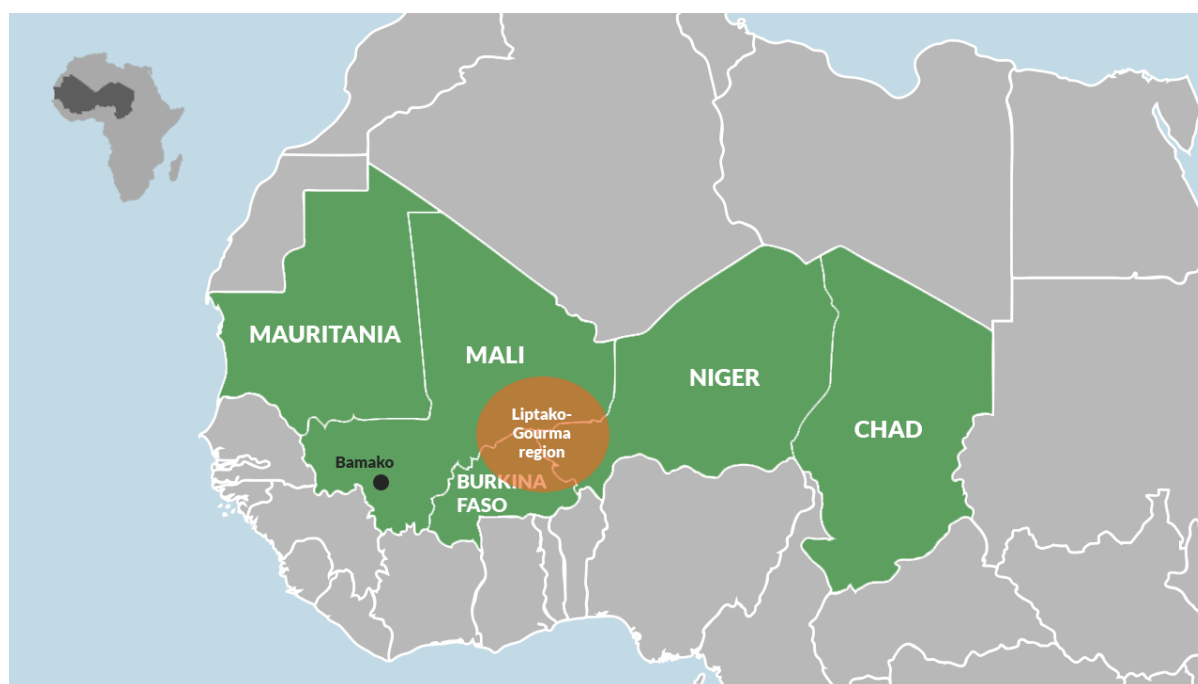 MAURITANIA
MALI
NIGER
CHAD
Liptako-
Gourma
region
Bamako
BURKINA
FASO